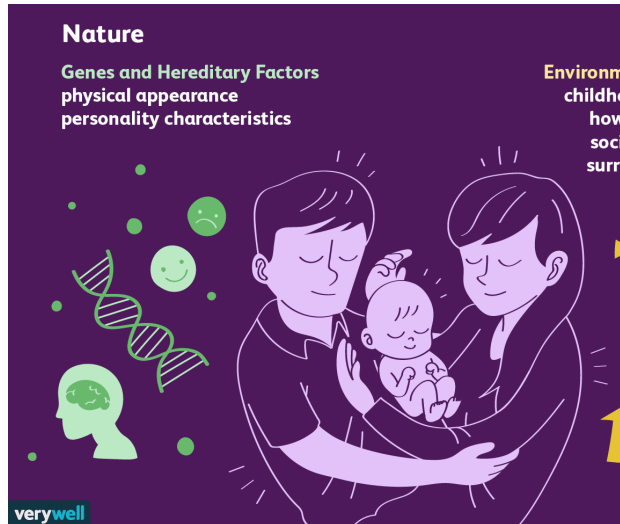 Nature
Genes and Hereditary Factors
physical appearance
personality characteristics
verywell